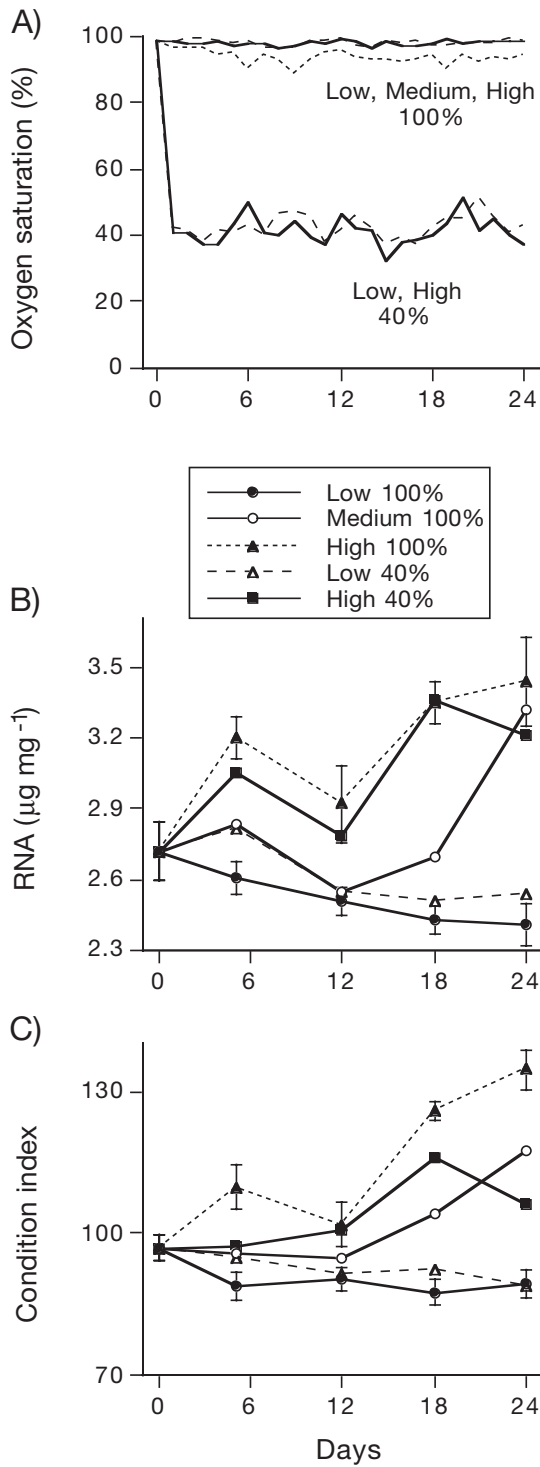 A)
Oxygen saturation (%)
100
80
60
40
20
0
Low, Medium, High
100%
Low, High
40%
0
6
12
18
24
Low 100%
Medium 100%
High 100%
Low 40%
High 40%
B)
RNA (µg mg⁻¹)
3.5
3.2
2.9
2.6
2.3
0
6
12
18
24
C)
Condition index
130
100
70
0
6
12
18
24
Days